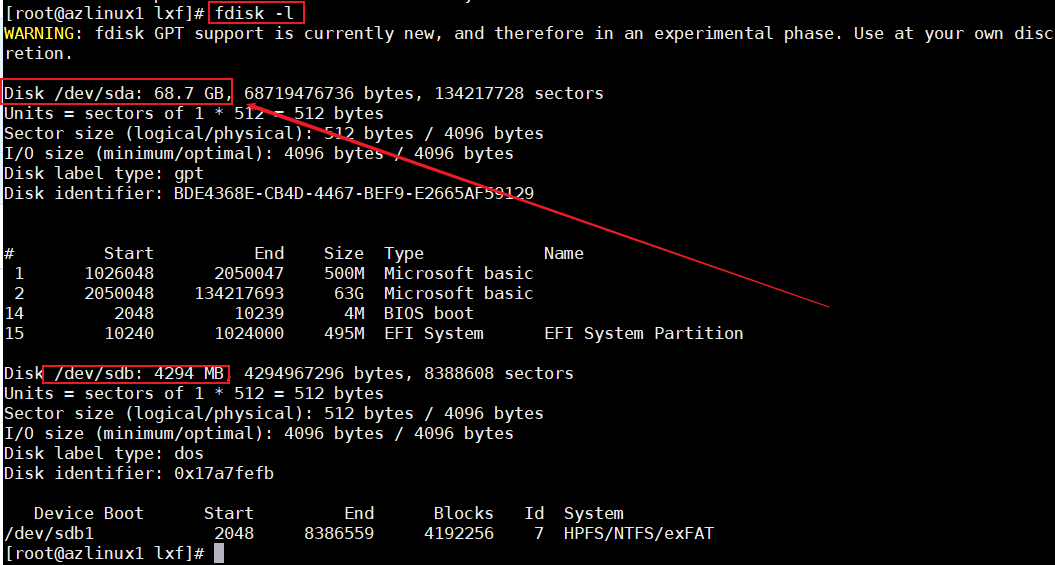 [root@azlinux1 lxf]# fdisk -l
WARNING: fdisk GPT support is currently new, and therefore in an experimental phase. Use at your own disc
retion.
Disk /dev/sda: 68.7 GB, 68719476736 bytes, 134217728 sectors
Units = sectors of 1 * 512 = 512 bytes
Sector size (logical/physical): 512 bytes / 4096 bytes
I/O size (minimum/optimal): 4096 bytes / 4096 bytes
Disk label type: gpt
Disk identifier: BDE4368E-CB4D-4467-BEF9-E2665AF59129
#         Start          End    Size  Type            Name
 1      1026048      2050047    500M  Microsoft basic
 2      2050048    134217693     63G  Microsoft basic
14         2048        10239      4M  BIOS boot
15        10240      1024000    495M  EFI System      EFI System Partition
Disk /dev/sdb: 4294 MB, 4294967296 bytes, 8388608 sectors
Units = sectors of 1 * 512 = 512 bytes
Sector size (logical/physical): 512 bytes / 4096 bytes
I/O size (minimum/optimal): 4096 bytes / 4096 bytes
Disk label type: dos
Disk identifier: 0x17a7fefb
   Device Boot      Start         End      Blocks   Id  System
/dev/sdb1            2048     8386559     4192256    7  HPFS/NTFS/exFAT
[root@azlinux1 lxf]#